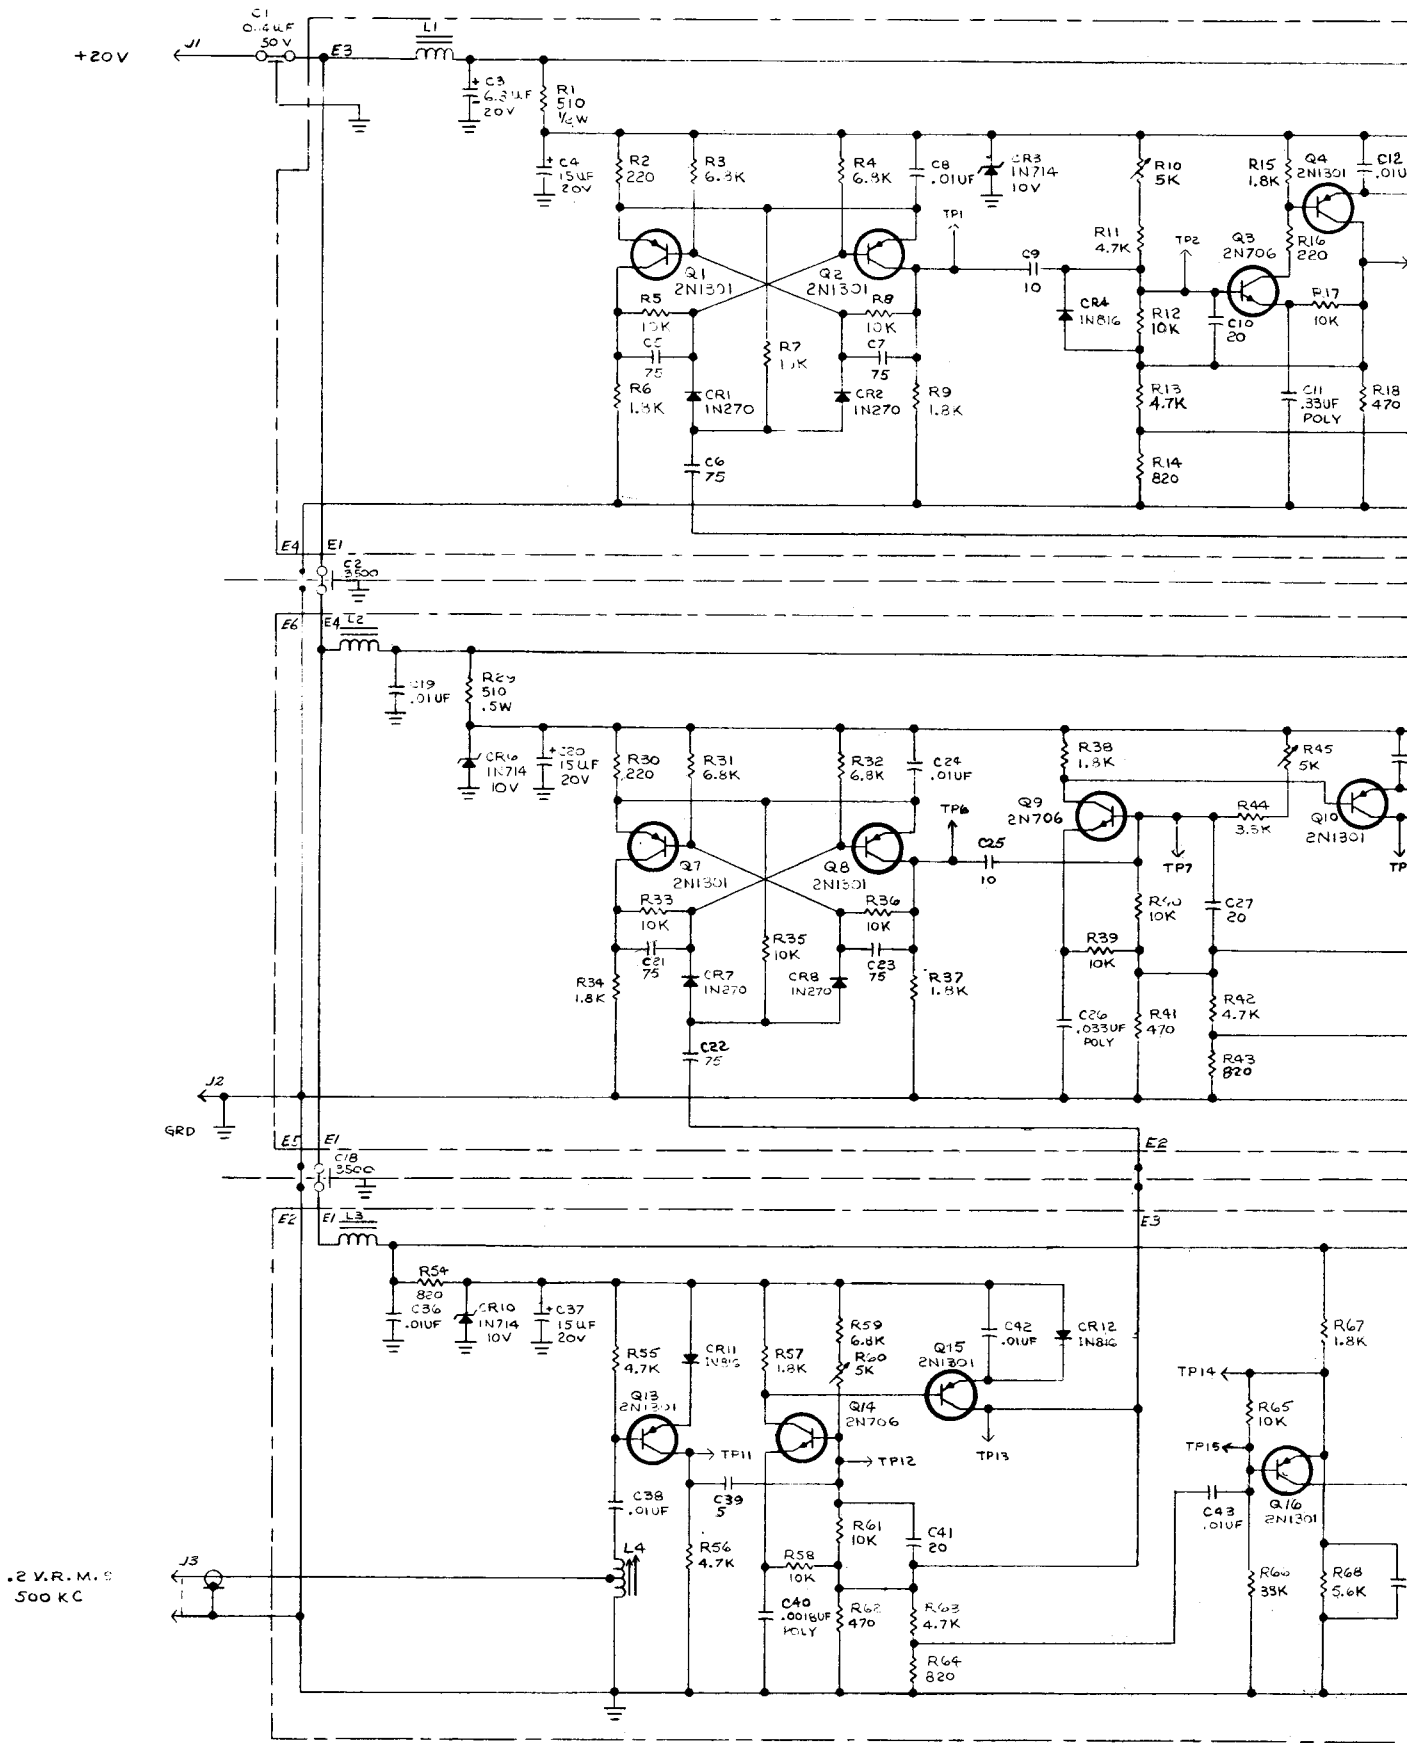 C1
50V
+20V
J1
E3
L1
C3
20V
R1
510
½W
C4
15UF
20V
R2
220
R3
6.8K
R4
6.8K
C8
.01UF
CR3
1N714
10V
R10
5K
R15
1.8K
Q4
2N1301
C12
.01U
TP1
R11
4.7K
TP2
Q3
2N706
R16
220
Q1
2N1301
Q2
2N1301
C9
10
R5
10K
R8
10K
CR4
1N816
R12
10K
C10
20
R17
10K
C5
75
R7
C7
75
R6
1.8K
CR1
1N270
CR2
1N270
R9
1.8K
R13
4.7K
C11
.33UF
POLY
R18
470
C6
75
R14
820
E4
E1
C2
3500
E6
E4
L2
C19
.01UF
R29
510
.5W
CR6
1N714
10V
C20
15UF
20V
R30
220
R31
6.8K
R32
6.8K
C24
.01UF
R38
1.8K
R45
5K
Q9
2N706
TP6
R44
3.3K
Q10
2N1301
C25
10
TP7
TP
Q7
2N1301
Q8
2N1301
R33
10K
R36
10K
R40
10K
C27
20
R35
10K
R39
10K
C21
75
C23
75
R34
1.8K
CR7
1N270
CR8
1N270
R37
1.8K
C26
.033UF
POLY
R41
470
R42
4.7K
C22
75
R43
820
J2
GRD
E5
E1
E2
C18
3500
E2
E1
L3
E3
R54
820
C36
.01UF
CR10
1N714
10V
C37
15UF
20V
R55
4.7K
CR11
1N816
R57
1.8K
R59
6.8K
R60
5K
Q15
2N1301
C42
.01UF
CR12
1N816
R67
1.8K
TP14
Q13
2N1301
Q14
2N706
R65
10K
TP11
TP12
TP13
TP15
C38
.01UF
C39
5
R61
10K
C41
20
C43
.01UF
Q16
2N1301
L4
R56
4.7K
R58
10K
J3
.2 V.R.M.S
500 KC
C40
.0018UF
POLY
R62
470
R63
4.7K
R66
R68
5.6K
R64
820